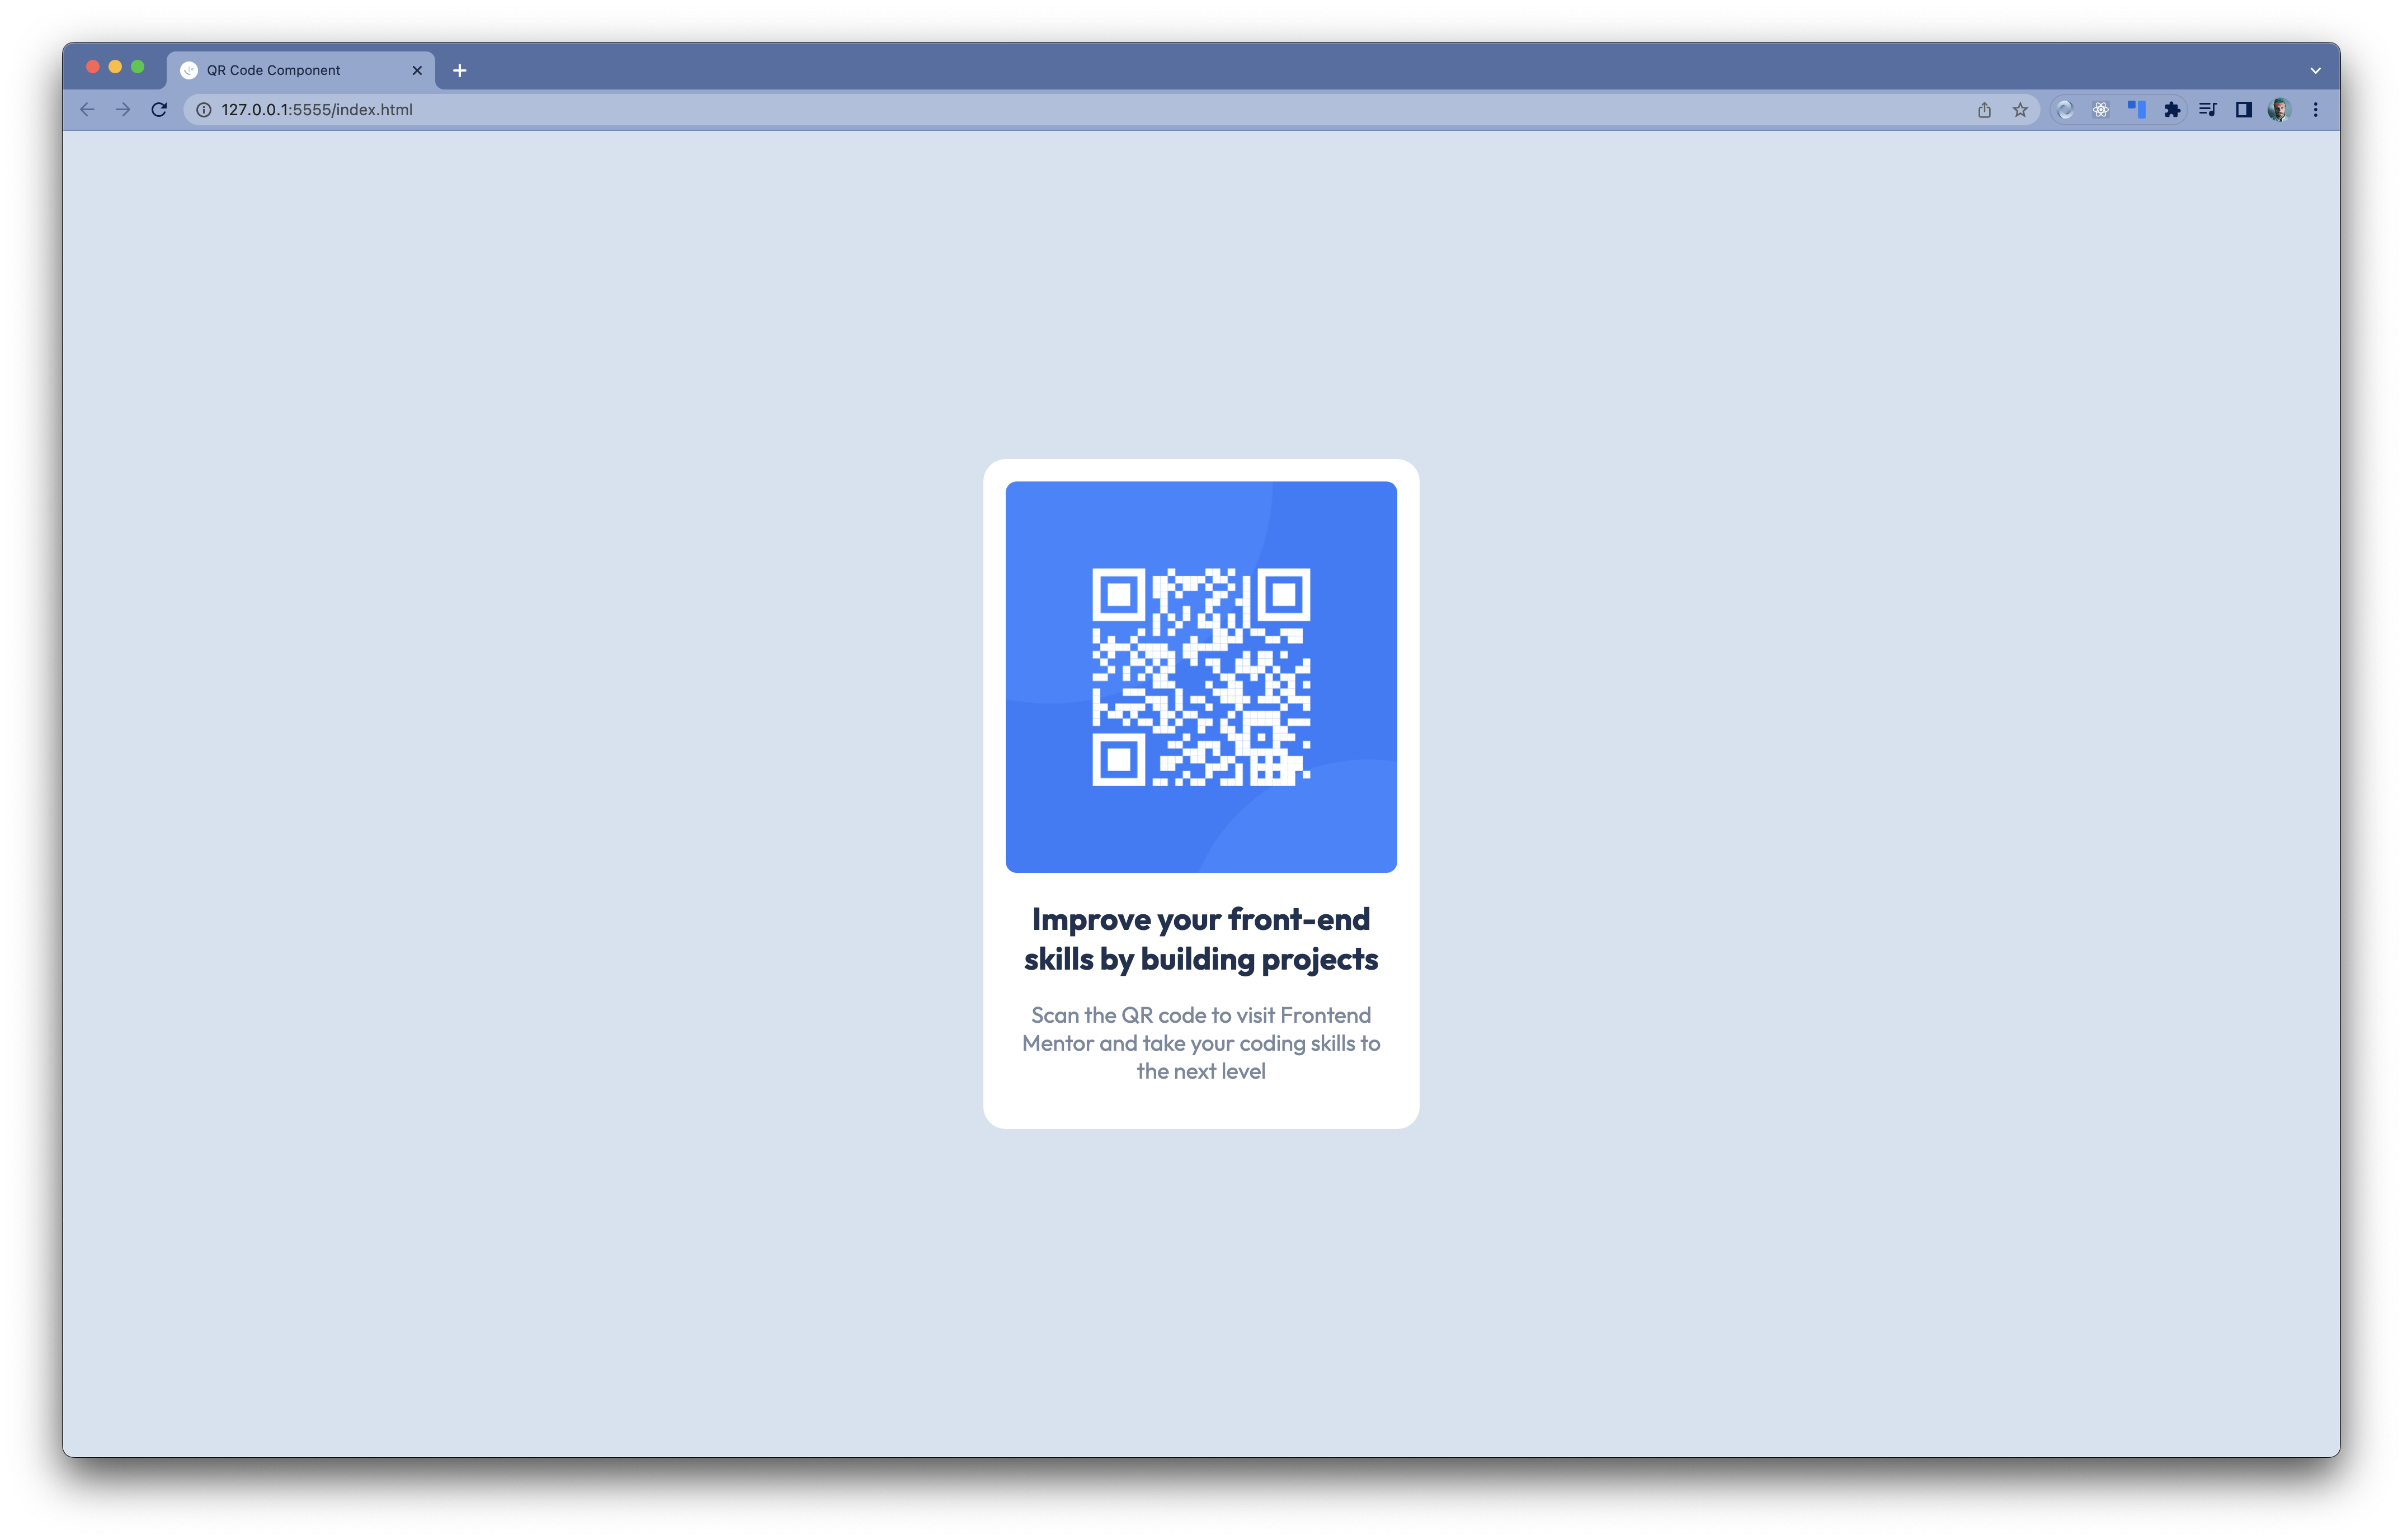 QR Code Component
127.0.0.1:5555/index.html
Improve your front-end
skills by building projects
Scan the QR code to visit Frontend
Mentor and take your coding skills to
the next level